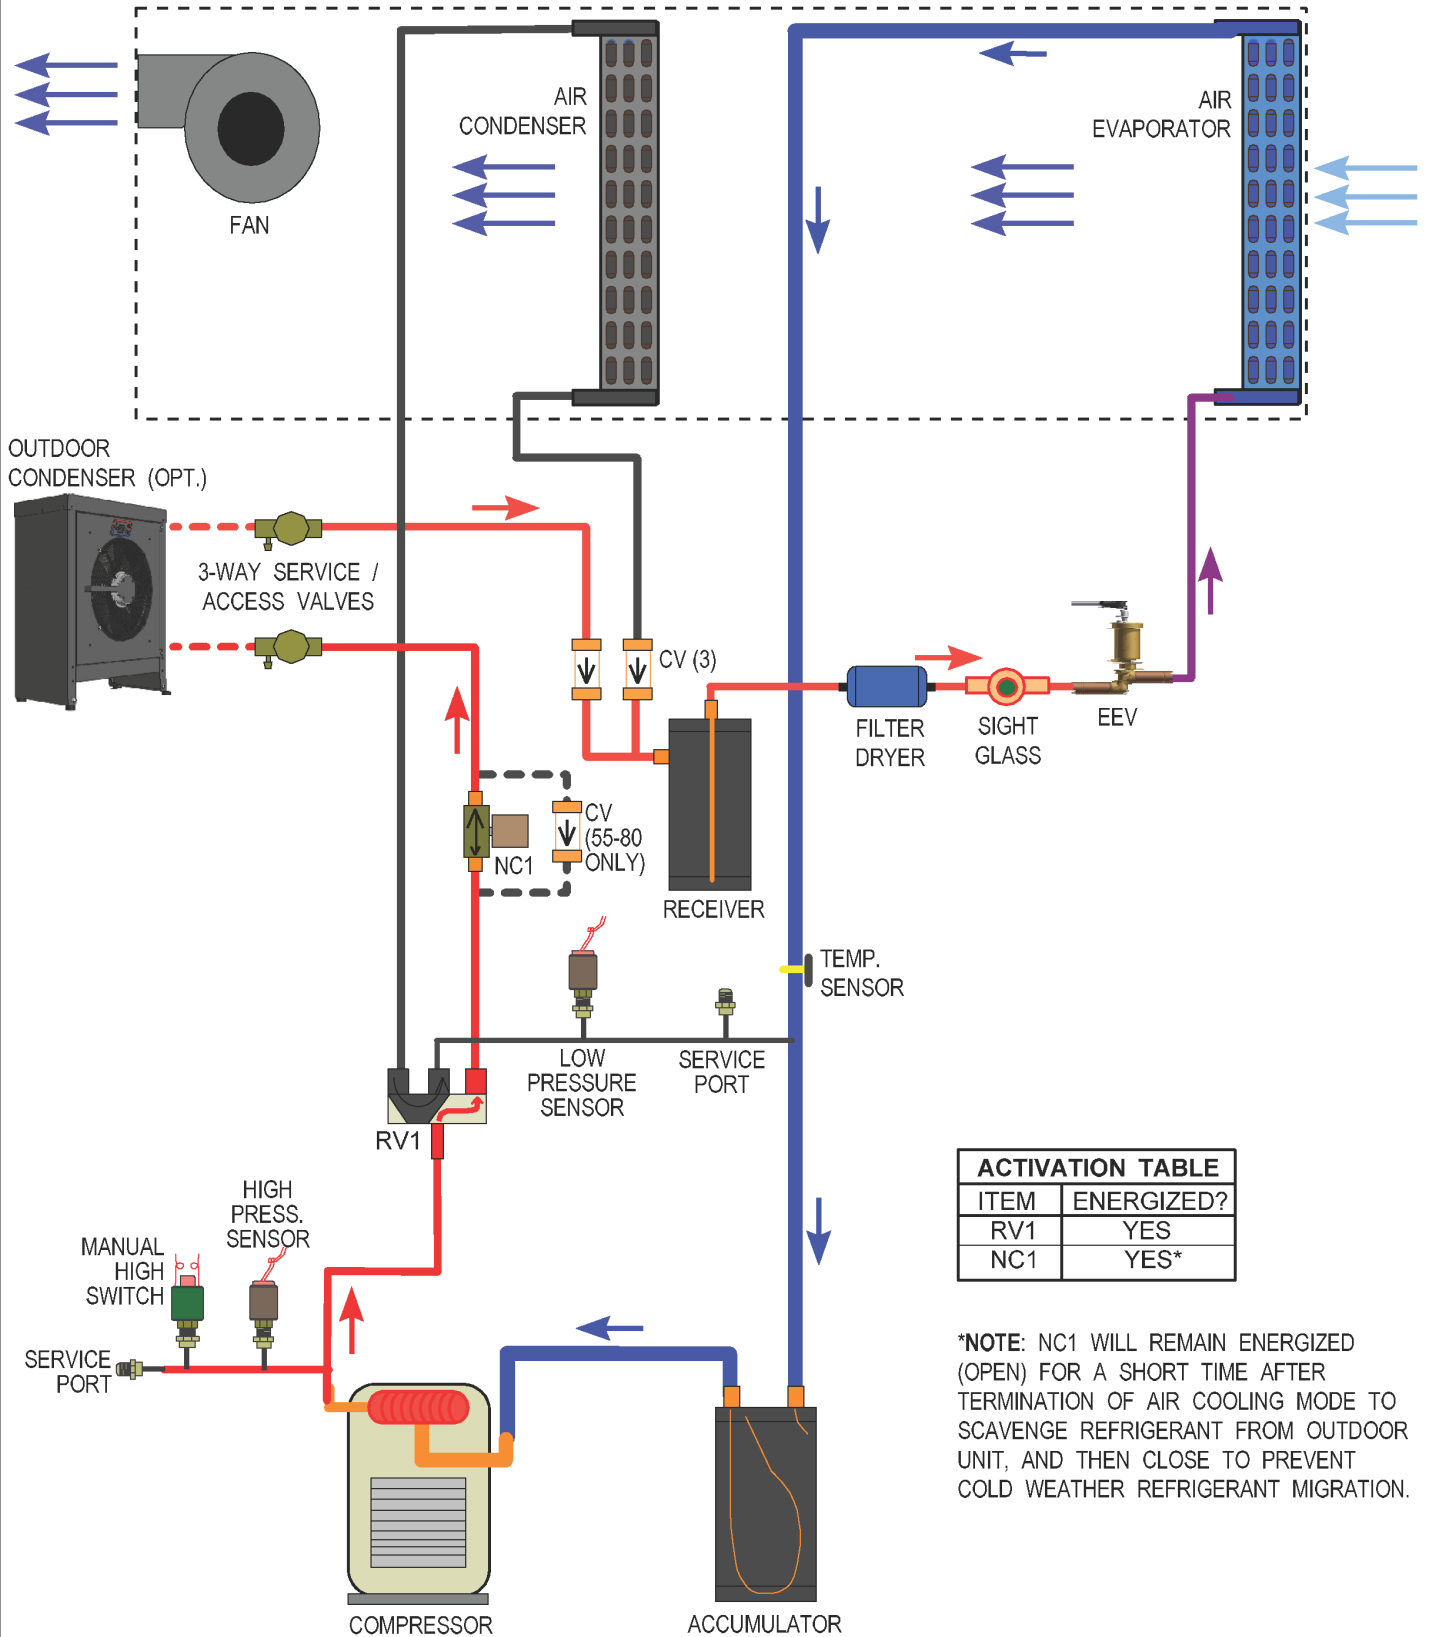 AIR
CONDENSER
AIR
EVAPORATOR
FAN
OUTDOOR
CONDENSER (OPT.)
3-WAY SERVICE /
ACCESS VALVES
CV (3)
FILTER
DRYER
SIGHT
GLASS
EEV
CV
(55-80
ONLY)
NC1
RECEIVER
TEMP.
SENSOR
LOW
PRESSURE
SENSOR
SERVICE
PORT
RV1
HIGH
PRESS.
SENSOR
MANUAL
HIGH
SWITCH
SERVICE
PORT
COMPRESSOR
ACCUMULATOR
ACTIVATION TABLE
ITEM ENERGIZED?
RV1 YES
NC1 YES*
*NOTE: NC1 WILL REMAIN ENERGIZED
(OPEN) FOR A SHORT TIME AFTER
TERMINATION OF AIR COOLING MODE TO
SCAVENGE REFRIGERANT FROM OUTDOOR
UNIT, AND THEN CLOSE TO PREVENT
COLD WEATHER REFRIGERANT MIGRATION.